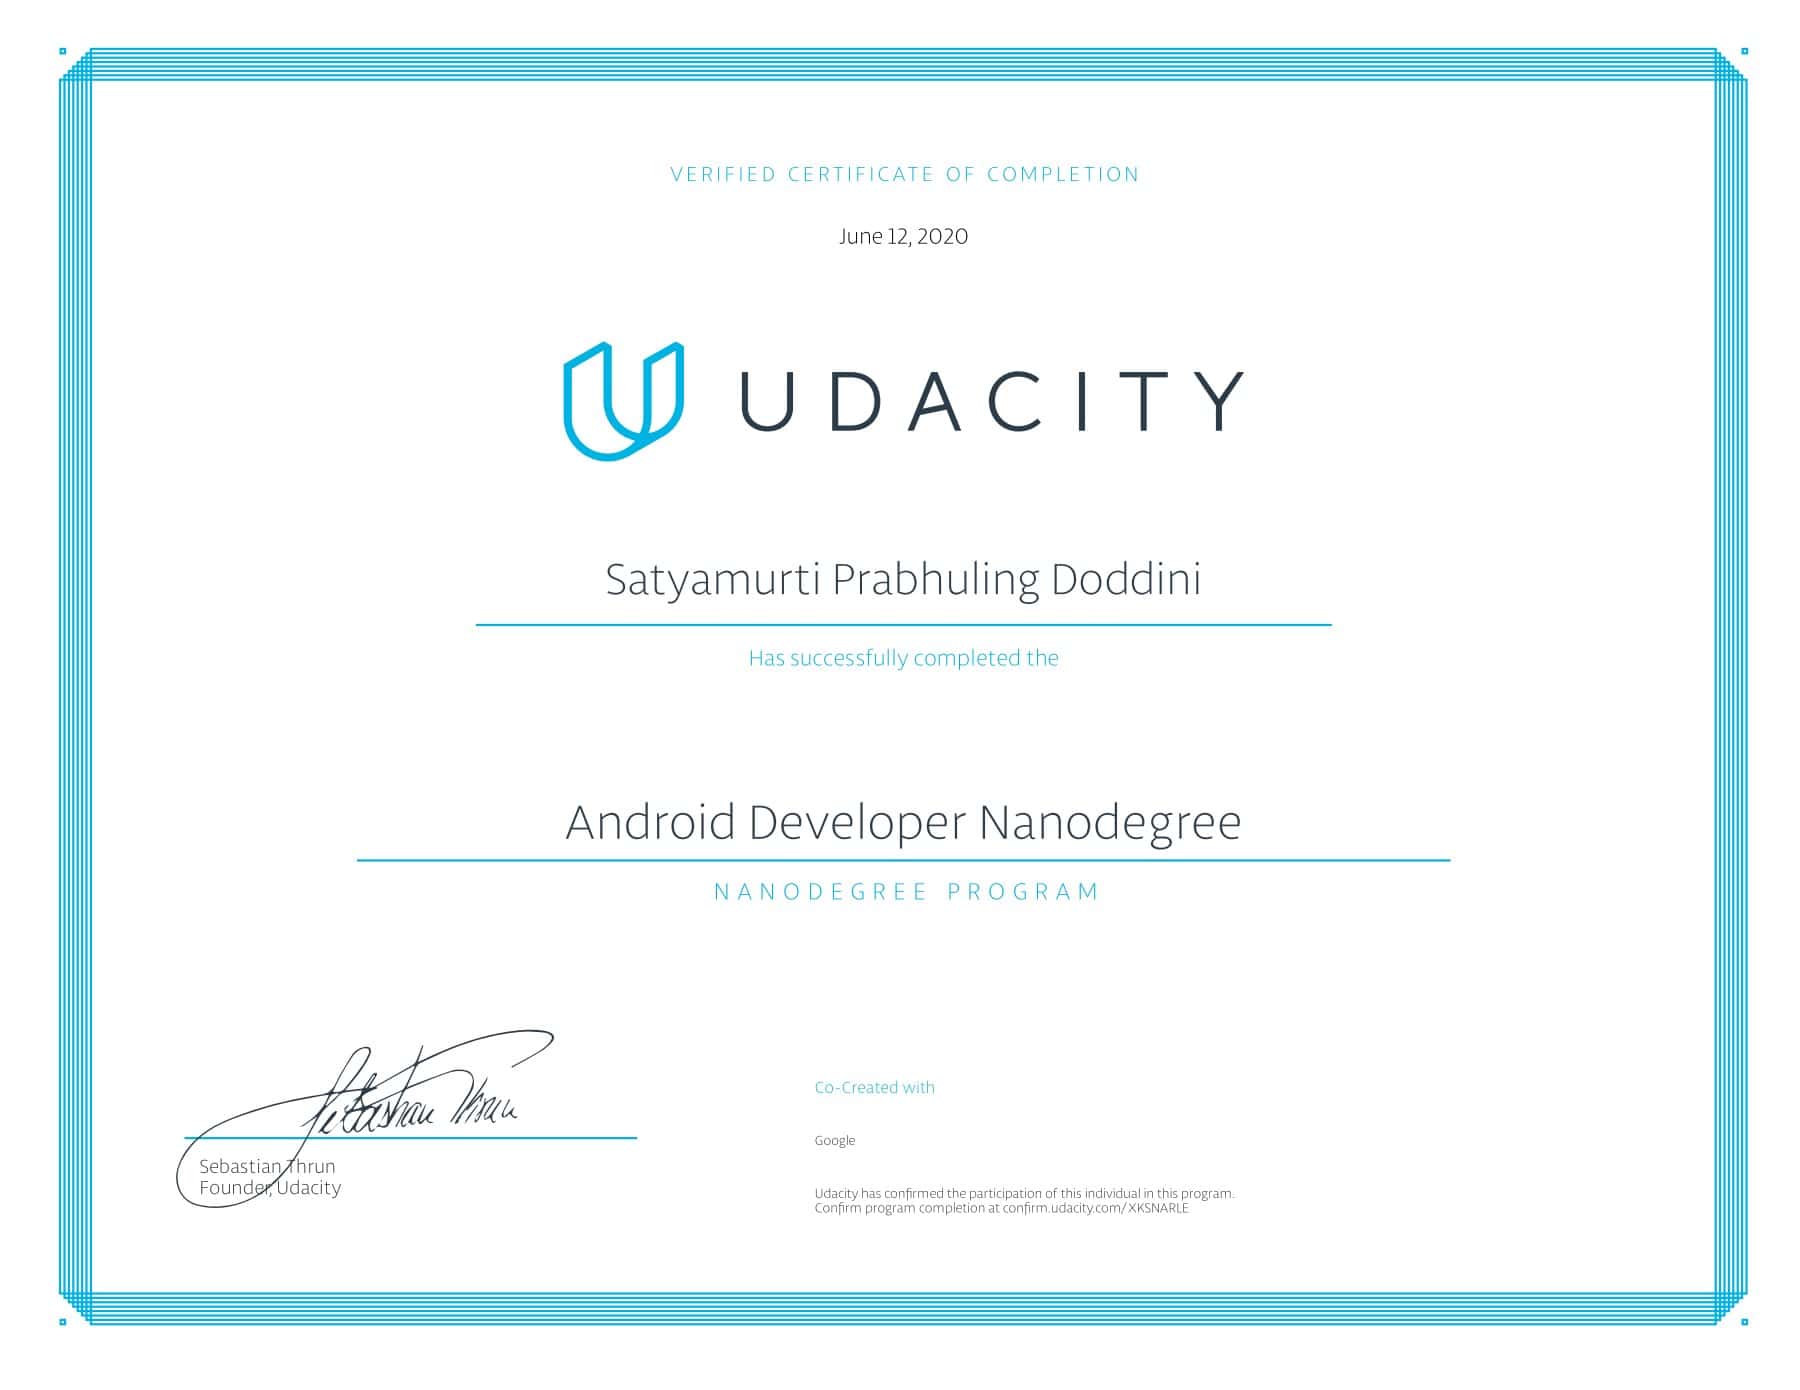 VERIFIED CERTIFICATE OF COMPLETION
June 12, 2020
UDACITY
Satyamurti Prabhuling Doddini
Has successfully completed the
Android Developer Nanodegree
NANODEGREE PROGRAM
Sebastian Thrun
Sebastian Thrun
Founder, Udacity
Co-Created with
Google
Udacity has confirmed the participation of this individual in this program.
Confirm program completion at confirm.udacity.com/XKSNARLE